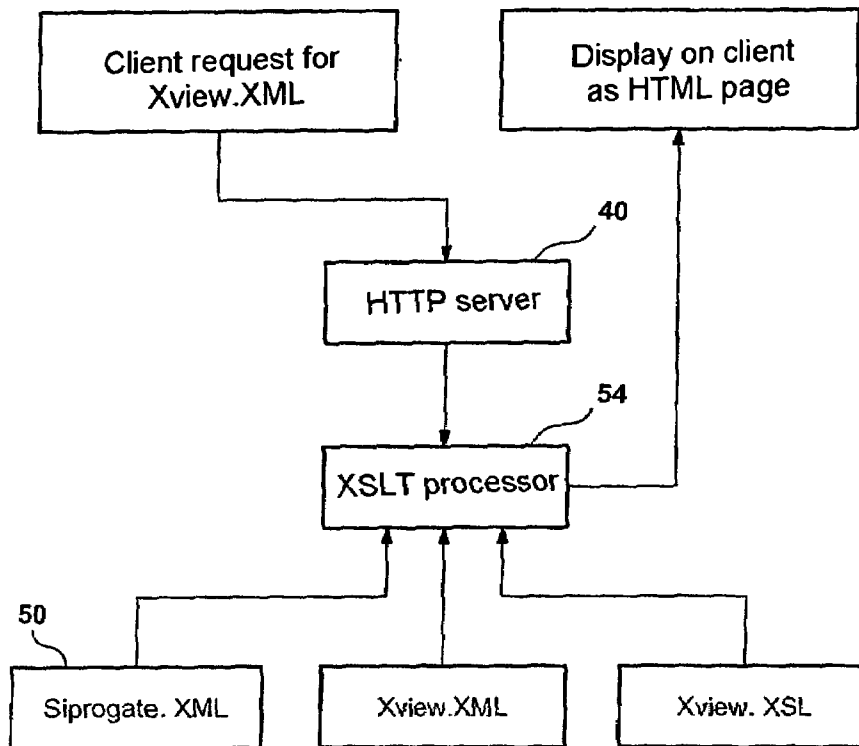 Client request for
Xview.XML
Display on client
as HTML page
40
HTTP server
54
XSLT processor
50
Siprogate. XML
Xview.XML
Xview. XSL